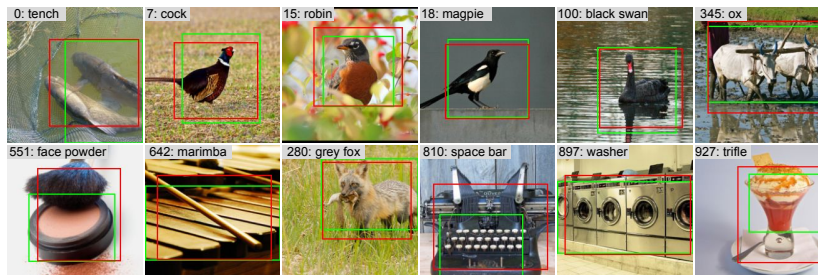 0: tench
7: cock
15: robin
18: magpie
100: black swan
345: ox
551: face powder
642: marimba
280: grey fox
810: space bar
897: washer
927: trifle